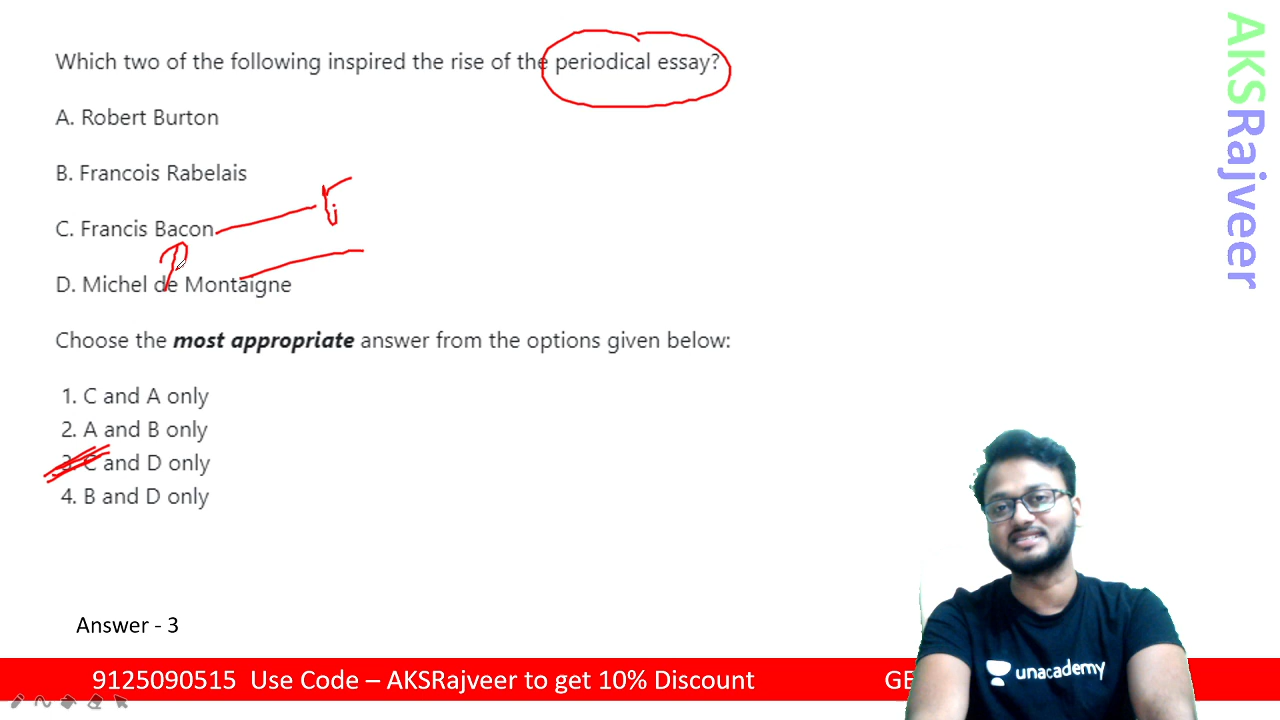 Which two of the following inspired the rise of the periodical essay?
A. Robert Burton
B. Francois Rabelais
C. Francis Bacon
D. Michel de Montaigne
Choose the most appropriate answer from the options given below:
1. C and A only
2. A and B only
3. C and D only
4. B and D only
Answer - 3
9125090515 Use Code – AKSRajveer to get 10% Discount
GE
unacademy
AKSRajveer